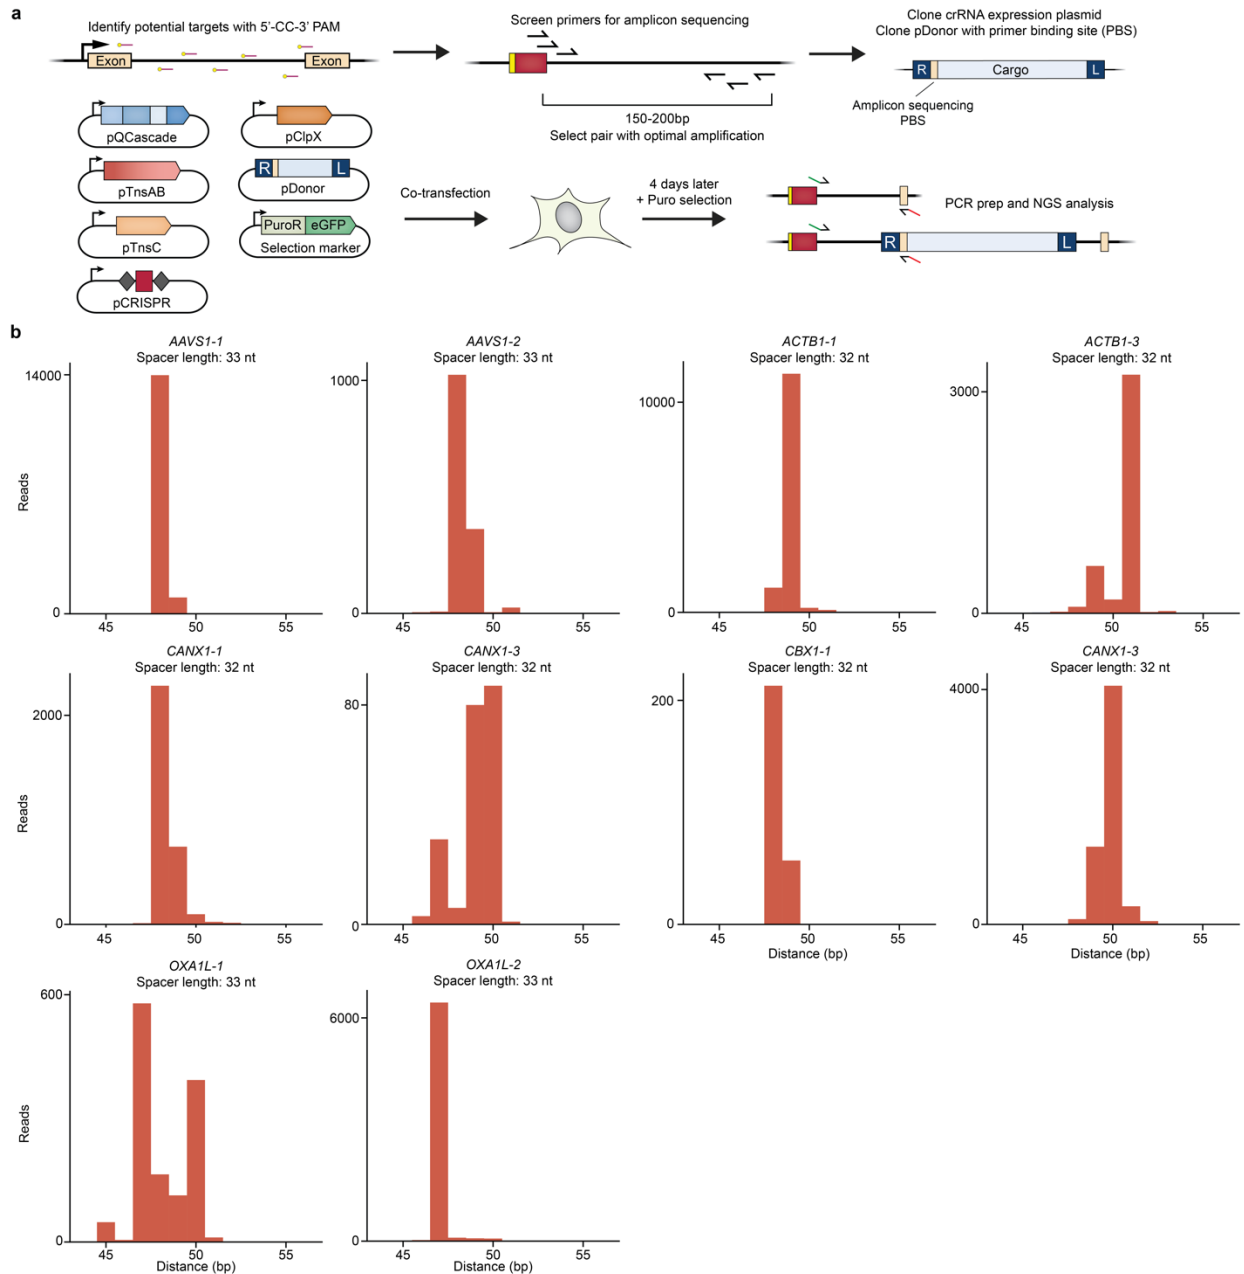 a
Identify potential targets with 5'-CC-3' PAM
Exon
Exon
Screen primers for amplicon sequencing
150-200bp
Select pair with optimal amplification
Clone crRNA expression plasmid
Clone pDonor with primer binding site (PBS)
R
Cargo
L
Amplicon sequencing
PBS
pQCascade
pClpX
pTnsAB
R
L
pDonor
pTnsC
PuroR
eGFP
Selection marker
pCRISPR
Co-transfection
4 days later
+ Puro selection
PCR prep and NGS analysis
R
L
b
AAVS1-1
Spacer length: 33 nt
14000
0
Reads
45
50
55
AAVS1-2
Spacer length: 33 nt
1000
0
45
50
55
ACTB1-1
Spacer length: 32 nt
10000
0
45
50
55
ACTB1-3
Spacer length: 32 nt
3000
0
45
50
55
CANX1-1
Spacer length: 32 nt
2000
0
Reads
45
50
55
CANX1-3
Spacer length: 32 nt
80
0
45
50
55
CBX1-1
Spacer length: 32 nt
200
0
45
50
55
Distance (bp)
CANX1-3
Spacer length: 32 nt
4000
0
45
50
55
Distance (bp)
OXA1L-1
Spacer length: 33 nt
600
0
Reads
45
50
55
Distance (bp)
OXA1L-2
Spacer length: 33 nt
6000
0
45
50
55
Distance (bp)